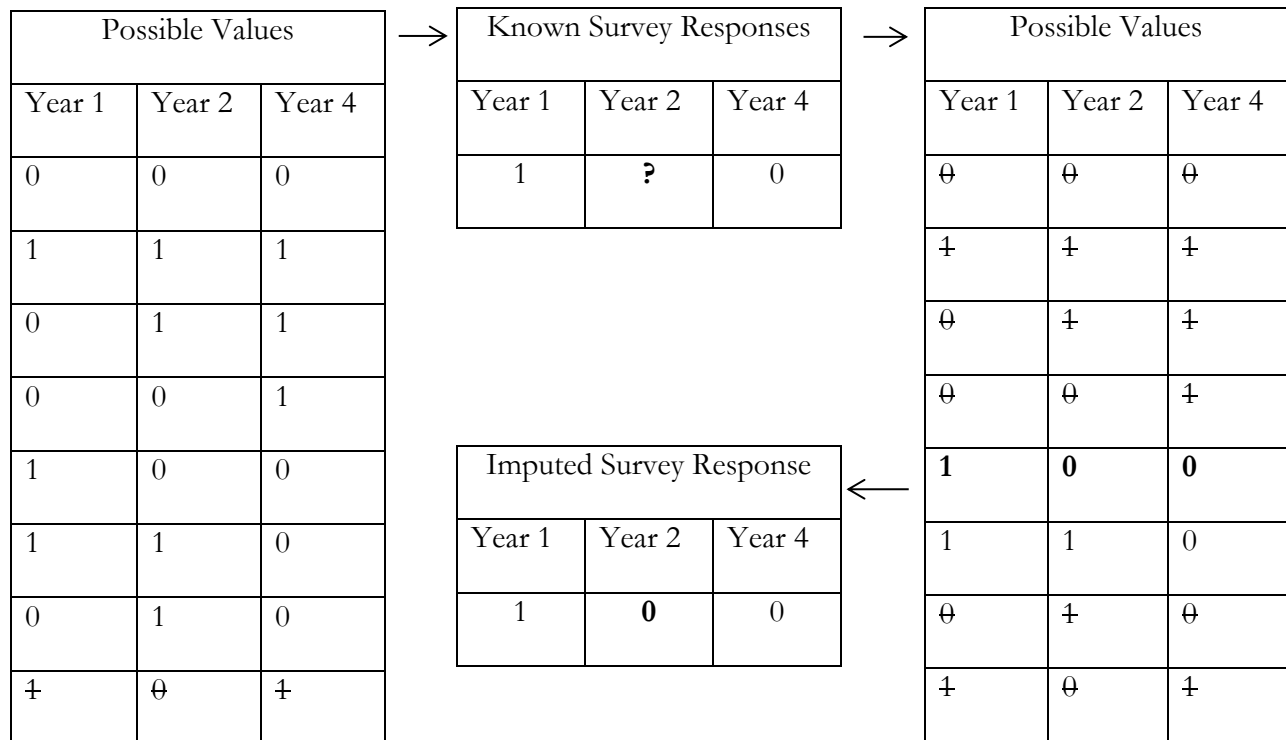 Possible Values
Year 1 Year 2 Year 4
0 0 0
1 1 1
0 1 1
0 0 1
1 0 0
1 1 0
0 1 0
1 0 1
Known Survey Responses
Year 1 Year 2 Year 4
1 ? 0
Possible Values
Year 1 Year 2 Year 4
0 0 0
1 1 1
0 1 1
0 0 1
1 0 0
1 1 0
0 1 0
1 0 1
Imputed Survey Response
Year 1 Year 2 Year 4
1 0 0